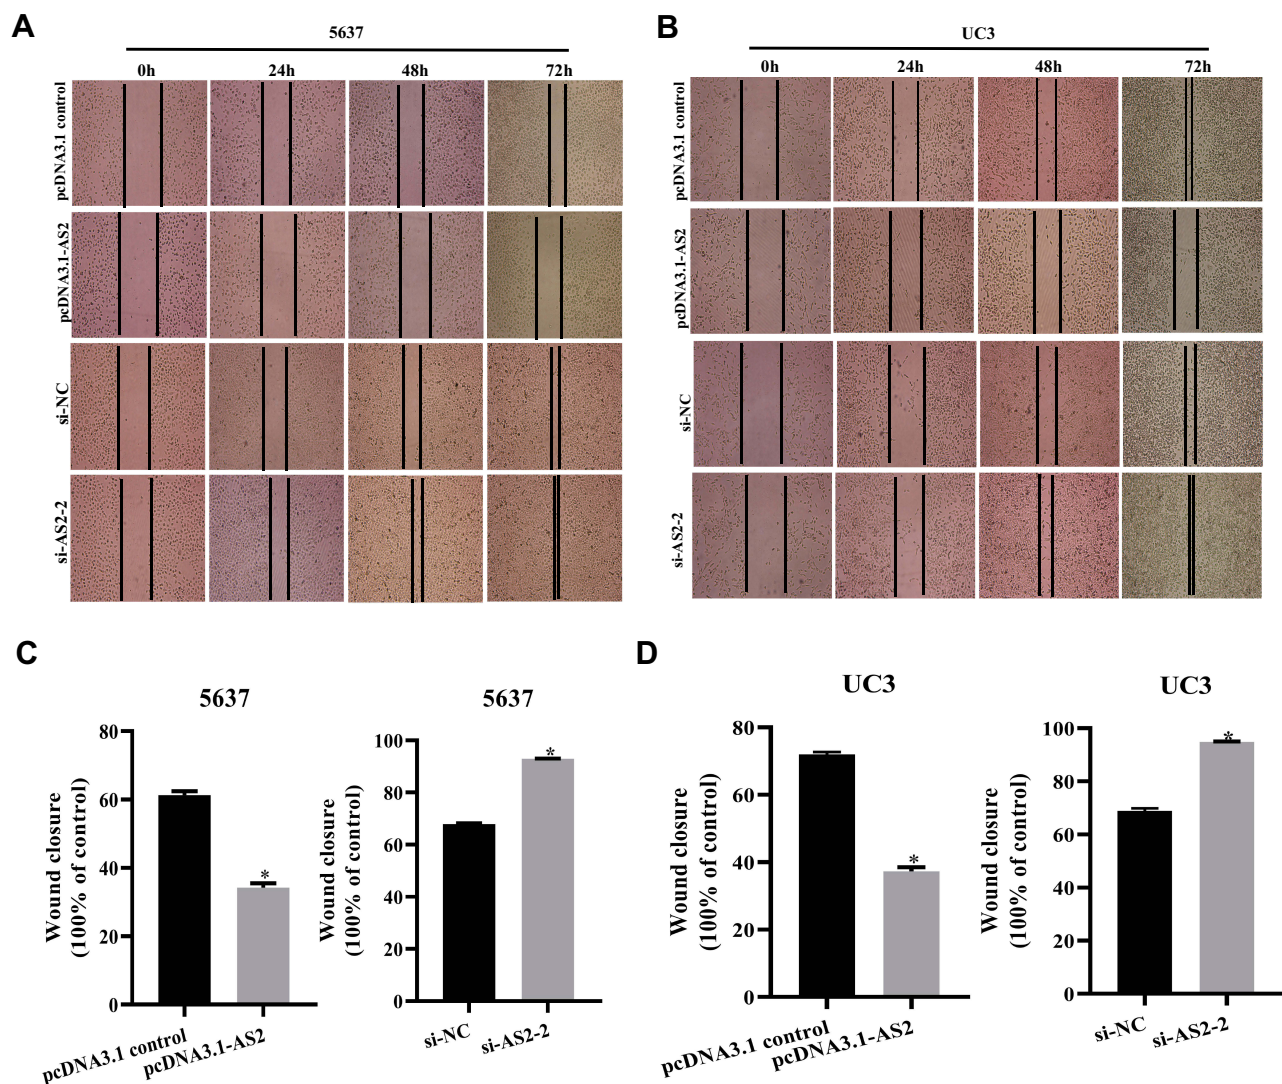 A
5637
0h 24h 48h 72h
pcDNA3.1 control
pcDNA3.1-AS2
si-NC
si-AS2-2
B
UC3
0h 24h 48h 72h
pcDNA3.1 control
pcDNA3.1-AS2
si-NC
si-AS2-2
C
5637
Wound closure
(100% of control)
80
60
40
20
0
*
pcDNA3.1 control
pcDNA3.1-AS2
5637
Wound closure
(100% of control)
100
80
60
40
20
0
*
si-NC
si-AS2-2
D
UC3
Wound closure
(100% of control)
80
60
40
20
0
*
pcDNA3.1 control
pcDNA3.1-AS2
UC3
Wound closure
(100% of control)
100
80
60
40
20
0
*
si-NC
si-AS2-2